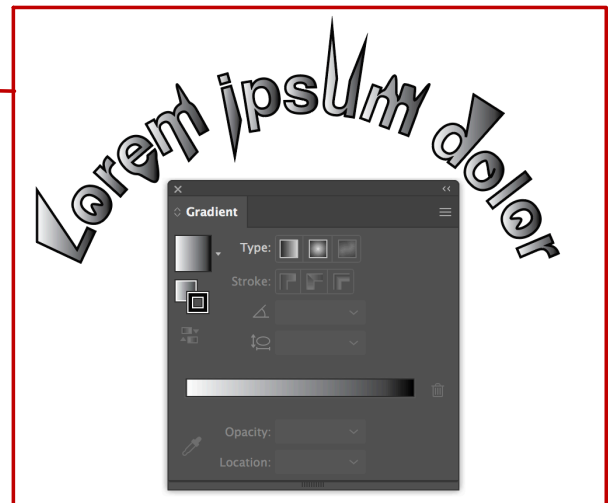 Lorem ipsum dolor
Gradient
Type:
Stroke:
Opacity:
Location: